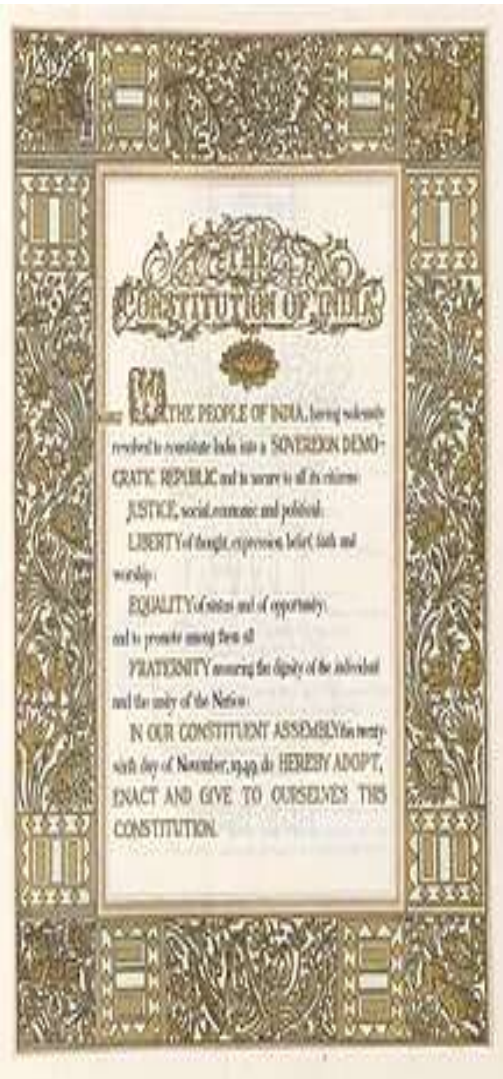 THE
CONSTITUTION OF INDIA
WE, THE PEOPLE OF INDIA, having solemnly
resolved to constitute India into a SOVEREIGN DEMO-
CRATIC REPUBLIC and to secure to all its citizens:
JUSTICE, social, economic and political;
LIBERTY of thought, expression, belief, faith and
worship;
EQUALITY of status and of opportunity;
and to promote among them all
FRATERNITY assuring the dignity of the individual
and the unity of the Nation;
IN OUR CONSTITUENT ASSEMBLY this twenty-
sixth day of November, 1949, do HEREBY ADOPT,
ENACT AND GIVE TO OURSELVES THIS
CONSTITUTION.